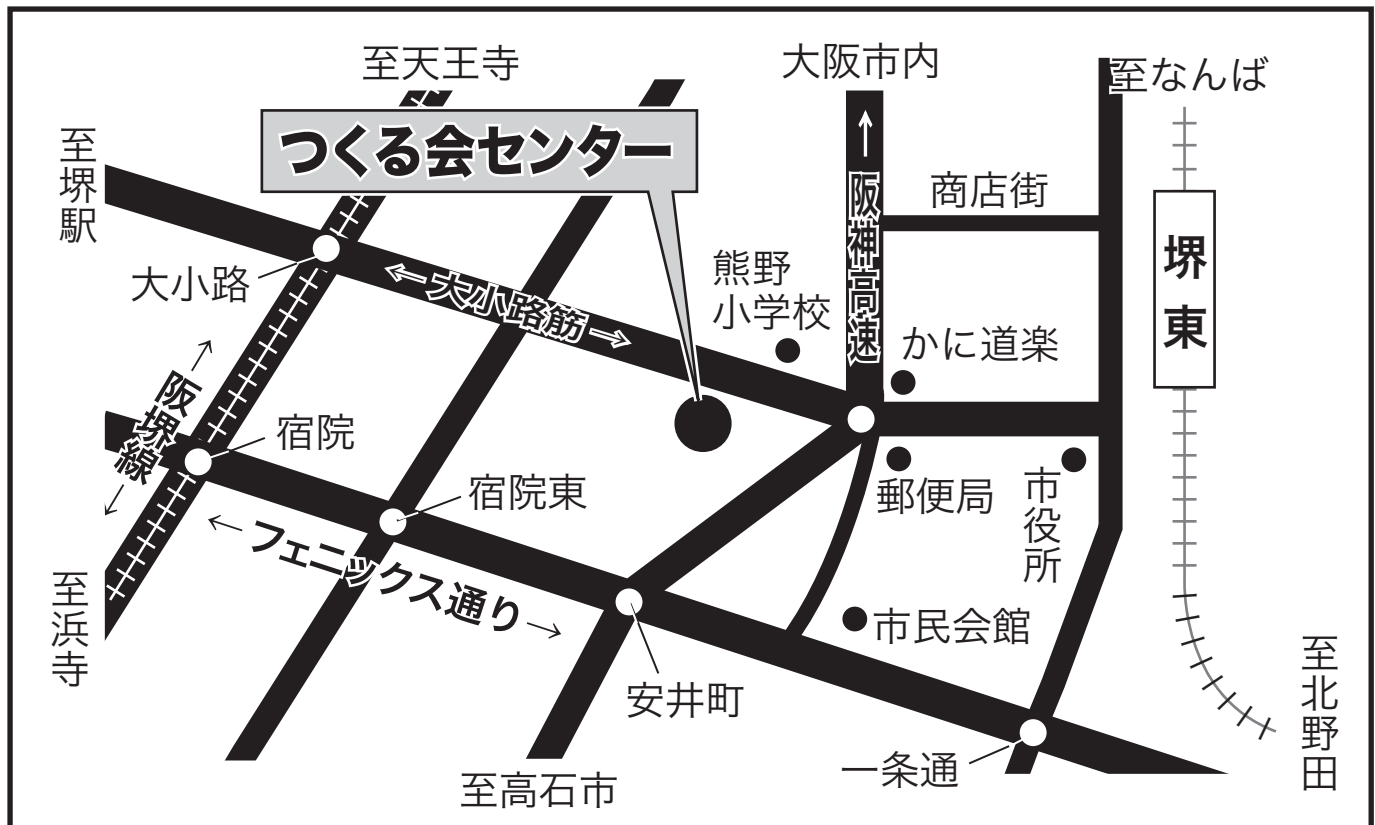 至天王寺
大阪市内
至なんば
つくる会センター
至堺駅
商店街
阪神高速
堺東
熊野
小学校
大小路
←大小路筋→
かに道楽
←阪堺線→
宿院
宿院東
郵便局
市役所
←フェニックス通り→
至浜寺
市民会館
安井町
至北野田
一条通
至高石市